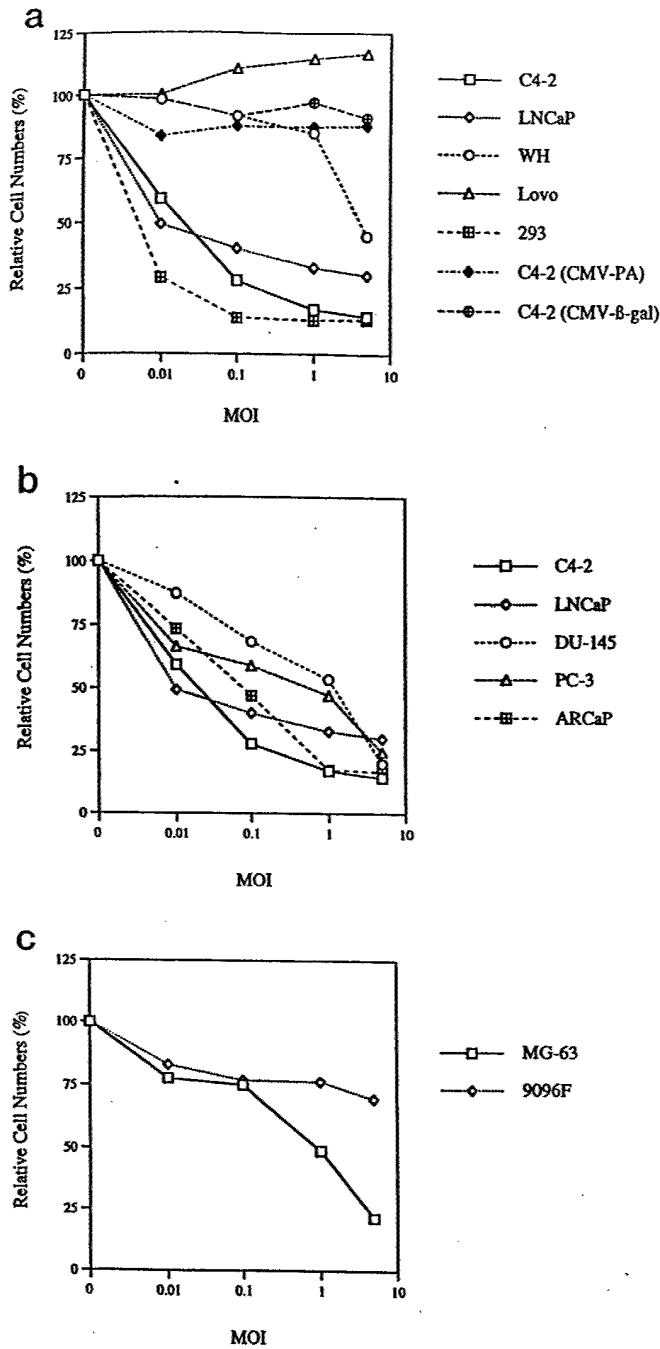 a
Relative Cell Numbers (%)
125
100
75
50
25
0
0
0.01
0.1
1
10
MOI
C4-2
LNCaP
WH
Lovo
293
C4-2 (CMV-PA)
C4-2 (CMV-ß-gal)
b
Relative Cell Numbers (%)
125
100
75
50
25
0
0
0.01
0.1
1
10
MOI
C4-2
LNCaP
DU-145
PC-3
ARCaP
c
Relative Cell Numbers (%)
125
100
75
50
25
0
0
0.01
0.1
1
10
MOI
MG-63
9096F